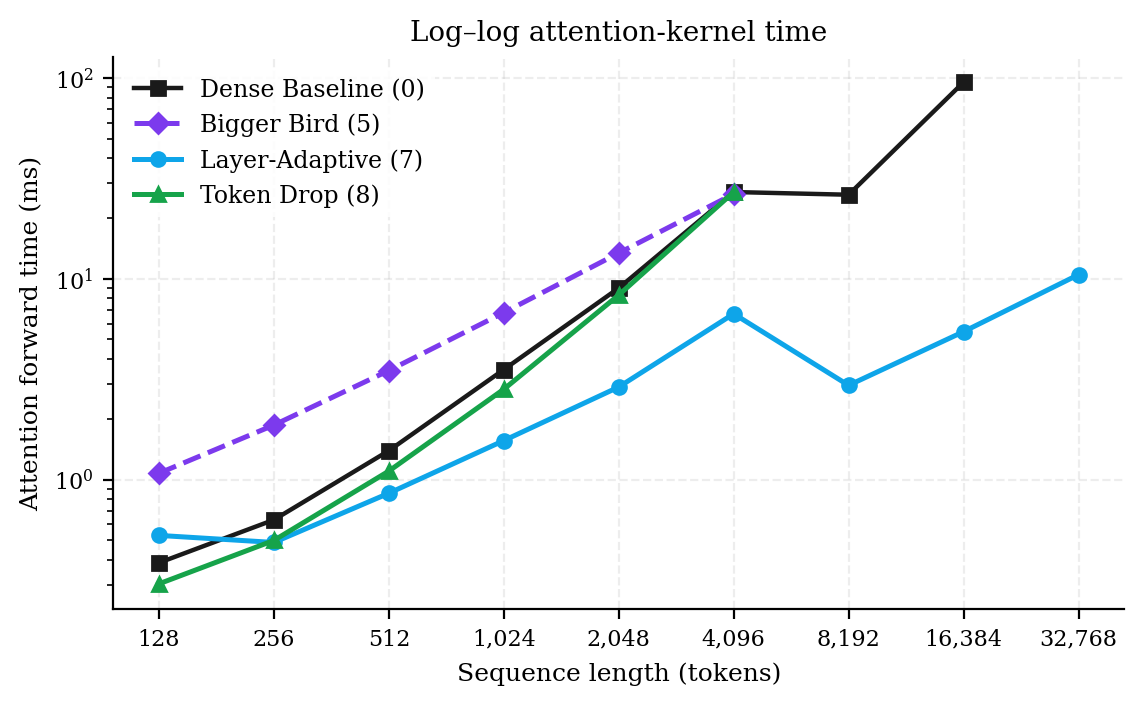 Log–log attention-kernel time
Dense Baseline (0)
Bigger Bird (5)
Layer-Adaptive (7)
Token Drop (8)
Attention forward time (ms)
10²
10¹
10⁰
128 256 512 1,024 2,048 4,096 8,192 16,384 32,768
Sequence length (tokens)